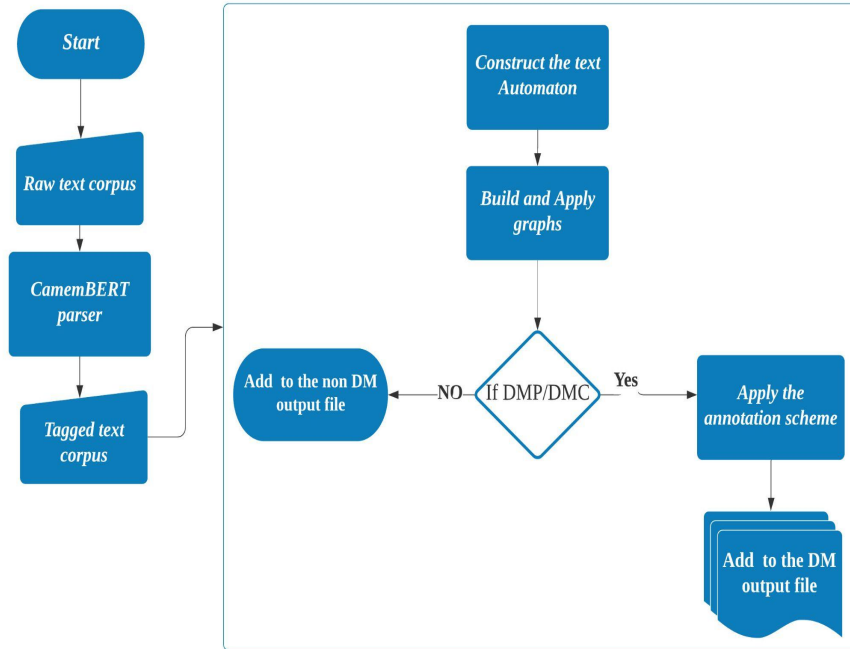 Start
Raw text corpus
CamemBERT
parser
Tagged text
corpus
Construct the text
Automaton
Build and Apply
graphs
If DMP/DMC
NO
Yes
Add to the non DM
output file
Apply the
annotation scheme
Add to the DM
output file